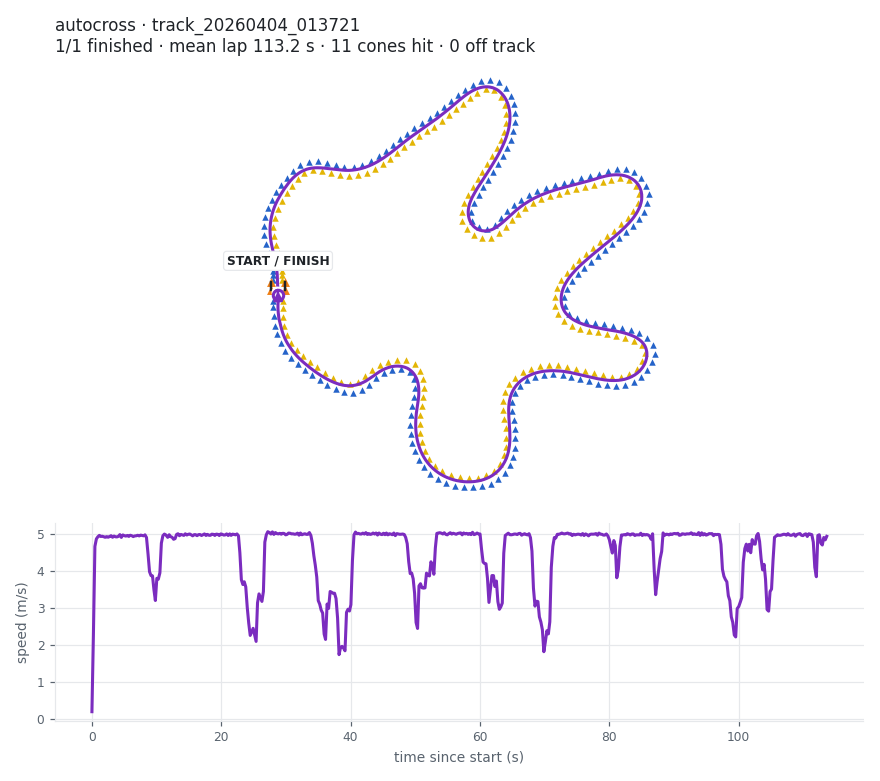 autocross · track_20260404_013721
1/1 finished · mean lap 113.2 s · 11 cones hit · 0 off track
START / FINISH
5
4
3
2
1
0
speed (m/s)
0 20 40 60 80 100
time since start (s)